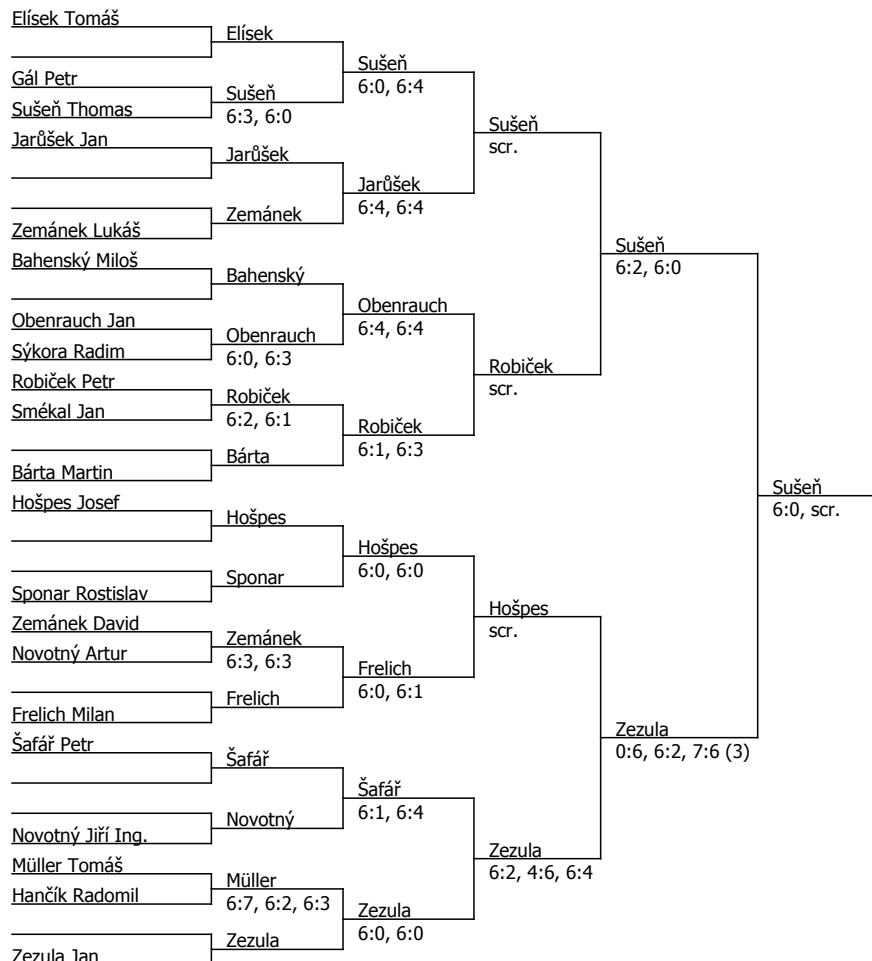 Elísek Tomáš
Gál Petr
Sušeň Thomas
Jarůšek Jan
Zemánek Lukáš
Bahenský Miloš
Obenrauch Jan
Sýkora Radim
Robiček Petr
Smékal Jan
Bárta Martin
Hošpes Josef
Sponar Rostislav
Zemánek David
Novotný Artur
Frelich Milan
Šafář Petr
Novotný Jiří Ing.
Müller Tomáš
Hančík Radomil
Zezula Jan
Elísek
Sušeň
6:3, 6:0
Jarůšek
Zemánek
Bahenský
Obenrauch
6:0, 6:3
Robiček
6:2, 6:1
Bárta
Hošpes
Sponar
Zemánek
6:3, 6:3
Frelich
Šafář
Novotný
Müller
6:7, 6:2, 6:3
Zezula
Sušeň
6:0, 6:4
Jarůšek
6:4, 6:4
Obenrauch
6:4, 6:4
Robiček
6:1, 6:3
Hošpes
6:0, 6:0
Frelich
6:0, 6:1
Šafář
6:1, 6:4
Zezula
6:0, 6:0
Sušeň
scr.
Robiček
scr.
Hošpes
scr.
Zezula
6:2, 4:6, 6:4
Sušeň
6:2, 6:0
Zezula
0:6, 6:2, 7:6 (3)
Sušeň
6:0, scr.